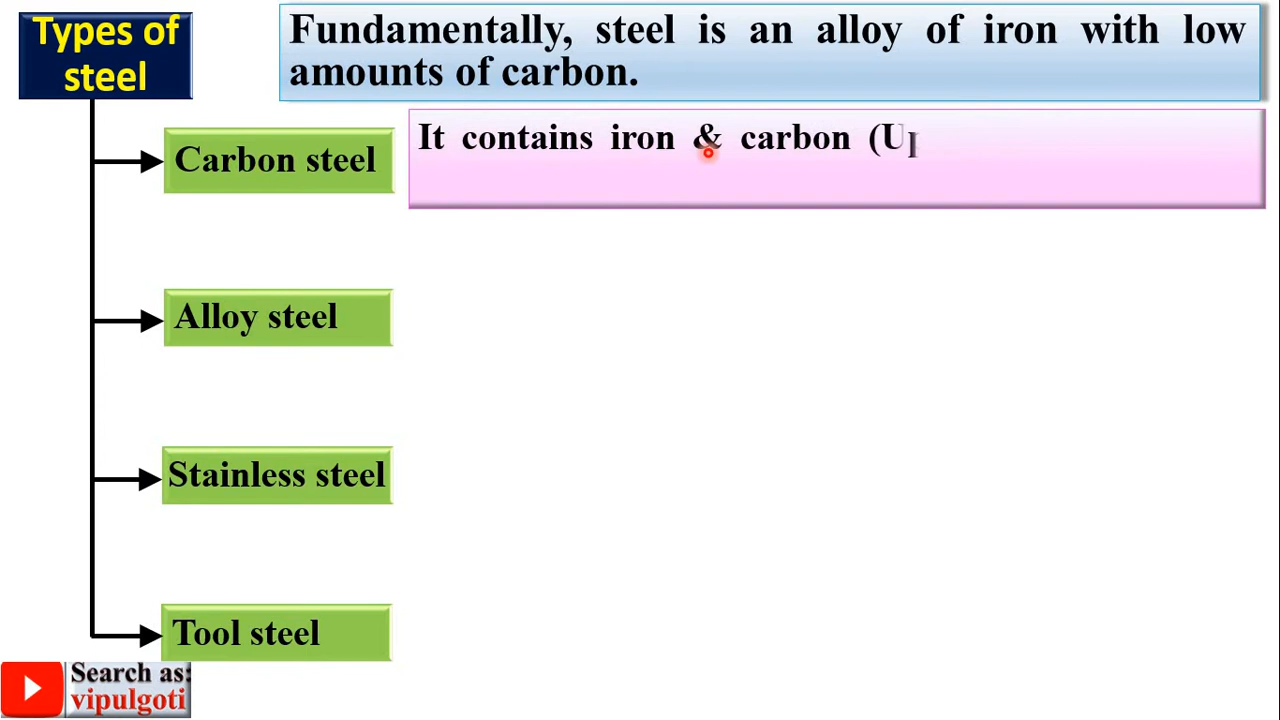 Types of
steel
Fundamentally, steel is an alloy of iron with low
amounts of carbon.
Carbon steel
It contains iron & carbon
Alloy steel
Stainless steel
Tool steel
Search as:
vipulgoti